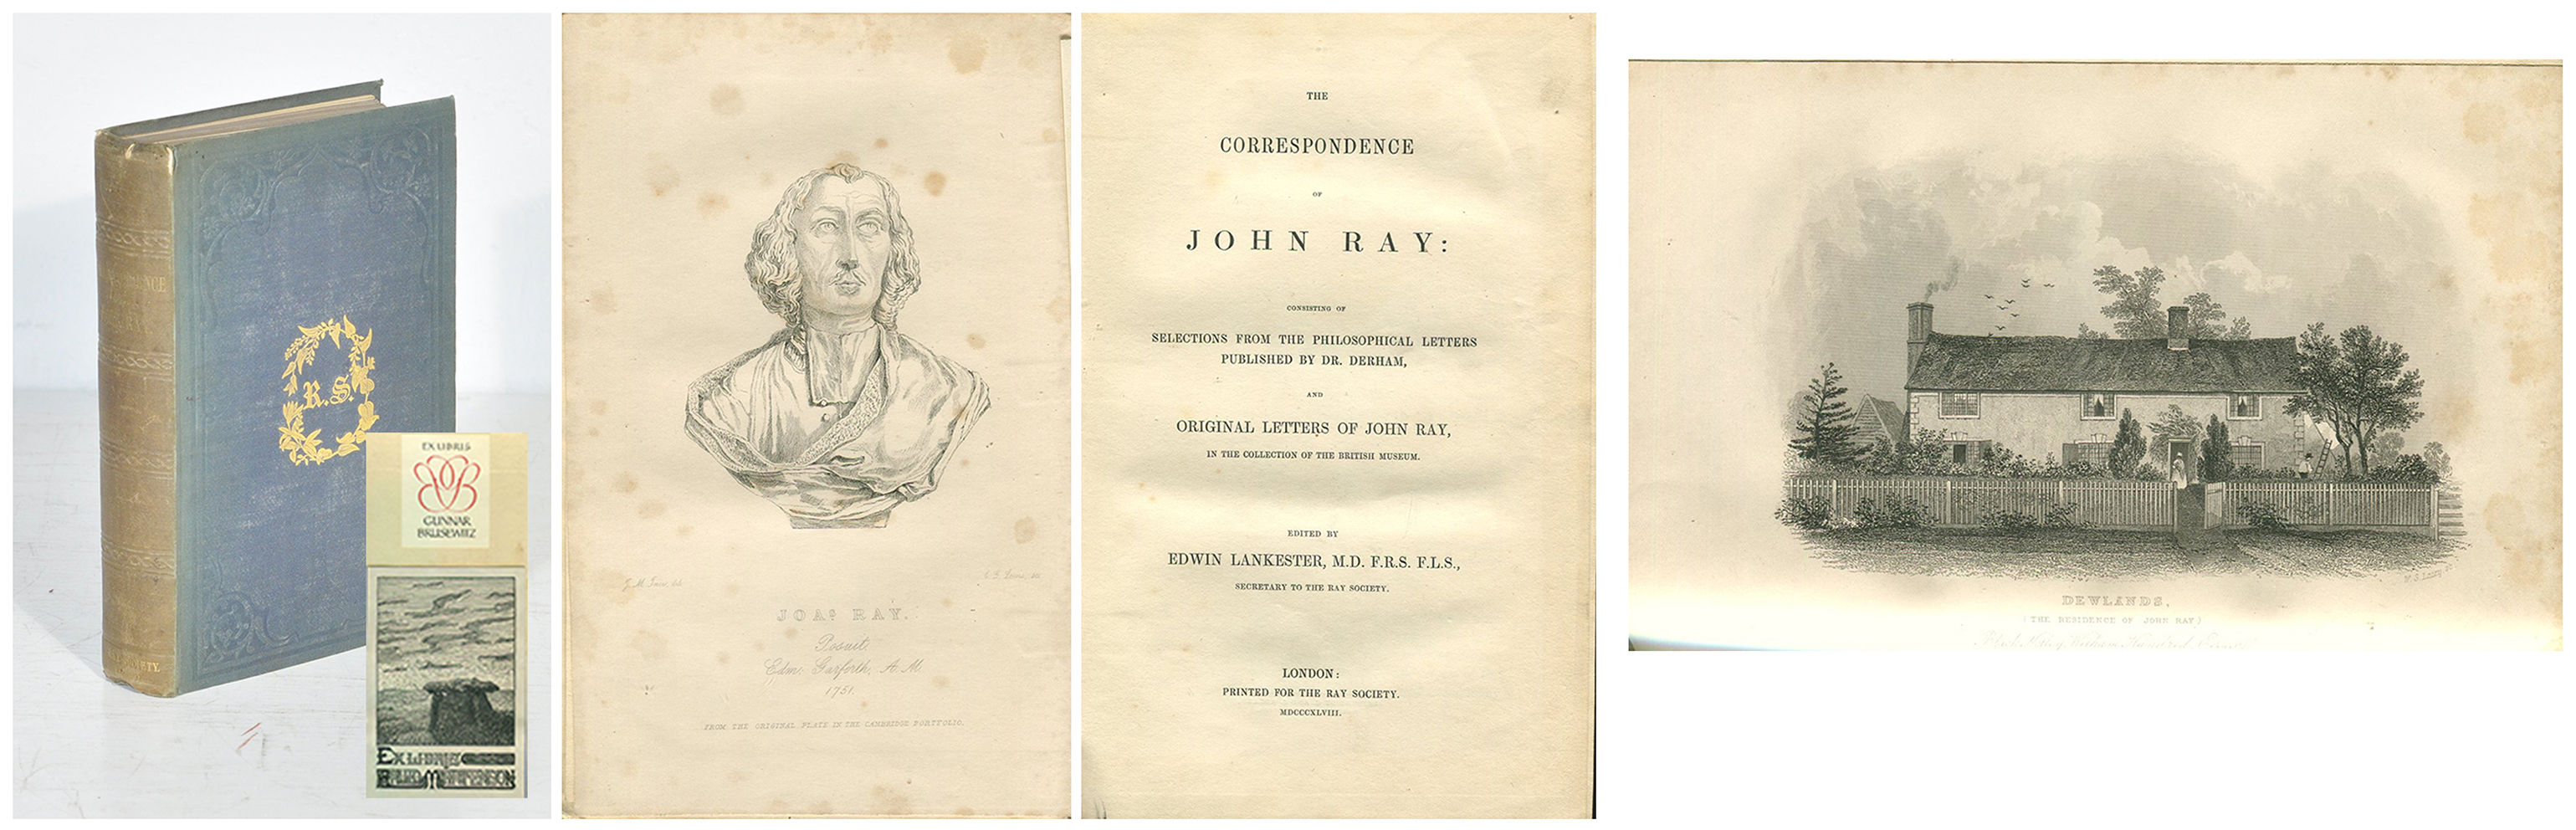 R.S.
EX LIBRIS
GUNNAR
BRUSEWITZ
EX LIBRIS
JOAS RAY.
Posuit
Edm: Garforth, A.M
1751
FROM THE ORIGINAL PLATE IN THE CAMBRIDGE PORTFOLIO.
THE
CORRESPONDENCE
OF
JOHN RAY:
CONSISTING OF
SELECTIONS FROM THE PHILOSOPHICAL LETTERS
PUBLISHED BY DR. DERHAM,
AND
ORIGINAL LETTERS OF JOHN RAY,
IN THE COLLECTION OF THE BRITISH MUSEUM.
EDITED BY
EDWIN LANKESTER, M.D. F.R.S. F.L.S.,
SECRETARY TO THE RAY SOCIETY.
LONDON:
PRINTED FOR THE RAY SOCIETY.
MDCCCXLVIII.
DEWLANDS,
(THE RESIDENCE OF JOHN RAY)